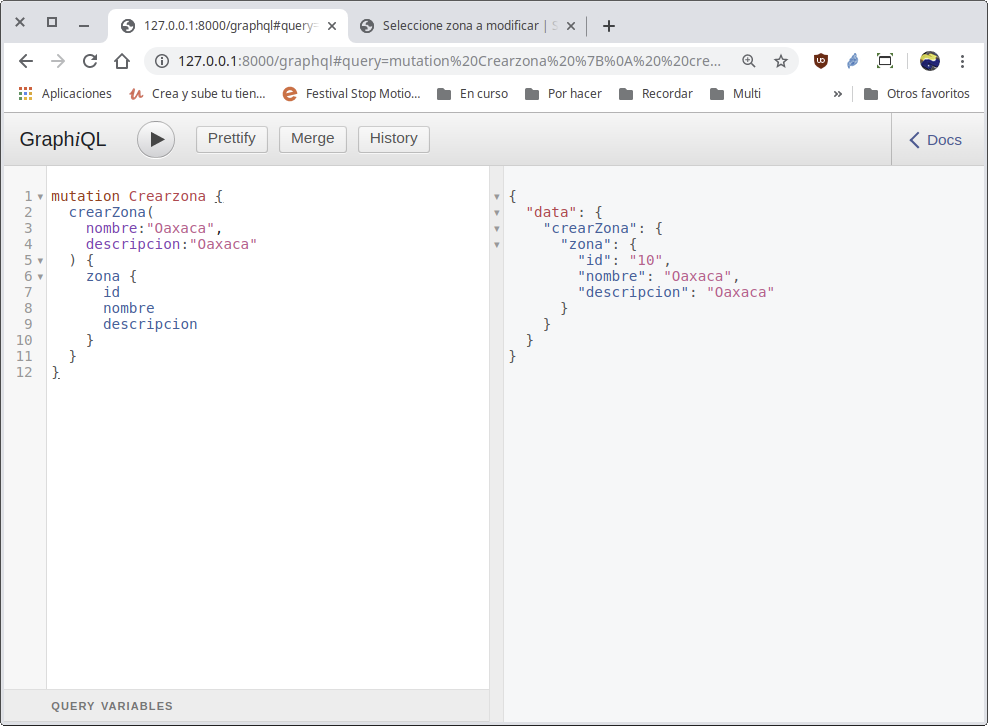 127.0.0.1:8000/graphql#query=
Seleccione zona a modificar | S
127.0.0.1:8000/graphql#query=mutation%20Crearzona%20%7B%0A%20%20cre...
Aplicaciones
Crea y sube tu tien...
Festival Stop Motio...
En curso
Por hacer
Recordar
Multi
»
Otros favoritos
GraphiQL
Prettify
Merge
History
Docs
1 mutation Crearzona {
2 crearZona(
3 nombre:"Oaxaca",
4 descripcion:"Oaxaca"
5 ) {
6 zona {
7 id
8 nombre
9 descripcion
10 }
11 }
12 }
{
"data": {
"crearZona": {
"zona": {
"id": "10",
"nombre": "Oaxaca",
"descripcion": "Oaxaca"
}
}
}
}
QUERY VARIABLES